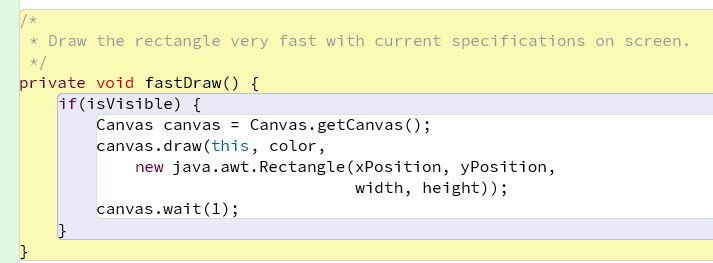 /*
 * Draw the rectangle very fast with current specifications on screen.
 */
private void fastDraw() {
    if(isVisible) {
        Canvas canvas = Canvas.getCanvas();
        canvas.draw(this, color,
            new java.awt.Rectangle(xPosition, yPosition,
                                   width, height));
        canvas.wait(1);
    }
}